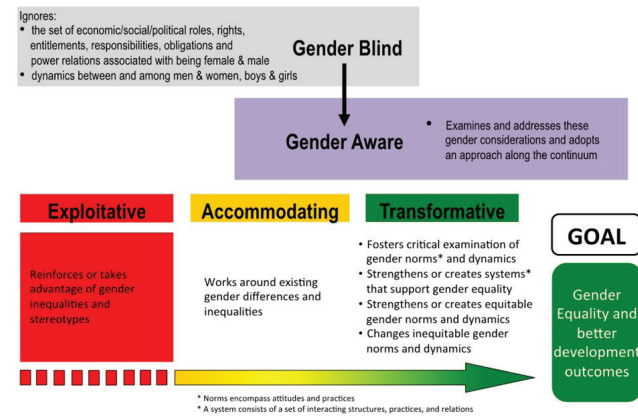 Ignores:
• the set of economic/social/political roles, rights,
entitlements, responsibilities, obligations and
power relations associated with being female & male
• dynamics between and among men & women, boys & girls
Gender Blind
Gender Aware
• Examines and addresses these
gender considerations and adopts
an approach along the continuum
Exploitative
Accommodating
Transformative
Reinforces or takes
advantage of gender
inequalities and
stereotypes
Works around existing
gender differences and
inequalities
• Fosters critical examination of
gender norms* and dynamics
• Strengthens or creates systems*
that support gender equality
• Strengthens or creates equitable
gender norms and dynamics
• Changes inequitable gender
norms and dynamics
GOAL
Gender
Equality and
better
development
outcomes
* Norms encompass attitudes and practices
* A system consists of a set of interacting structures, practices, and relations